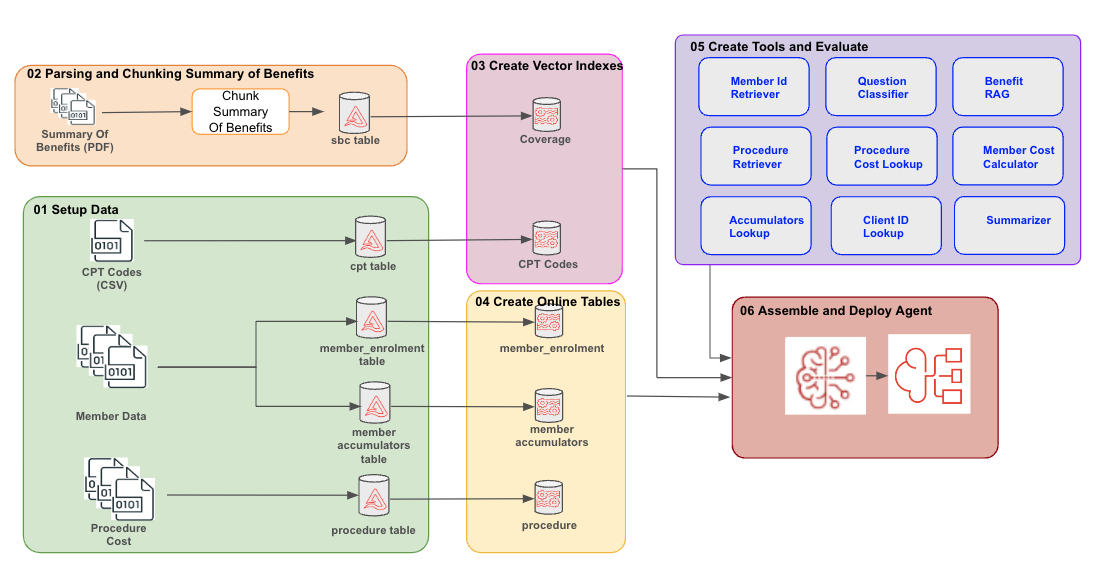 02 Parsing and Chunking Summary of Benefits
0101
Summary Of
Benefits (PDF)
Chunk
Summary
Of Benefits
sbc table
01 Setup Data
0101
CPT Codes
(CSV)
cpt table
0101
Member Data
member_enrolment
table
member
accumulators
table
0101
Procedure
Cost
procedure table
03 Create Vector Indexes
Coverage
CPT Codes
04 Create Online Tables
member_enrolment
member
accumulators
procedure
05 Create Tools and Evaluate
Member Id
Retriever
Question
Classifier
Benefit
RAG
Procedure
Retriever
Procedure
Cost Lookup
Member Cost
Calculator
Accumulators
Lookup
Client ID
Lookup
Summarizer
06 Assemble and Deploy Agent